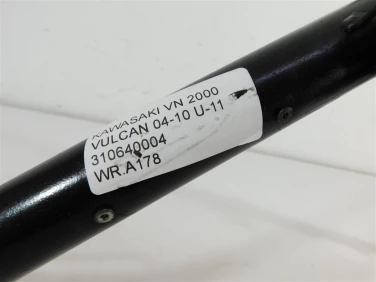 KAWASAKI VN 2000
VULCAN 04-10 U-11
310640004
WR.A178